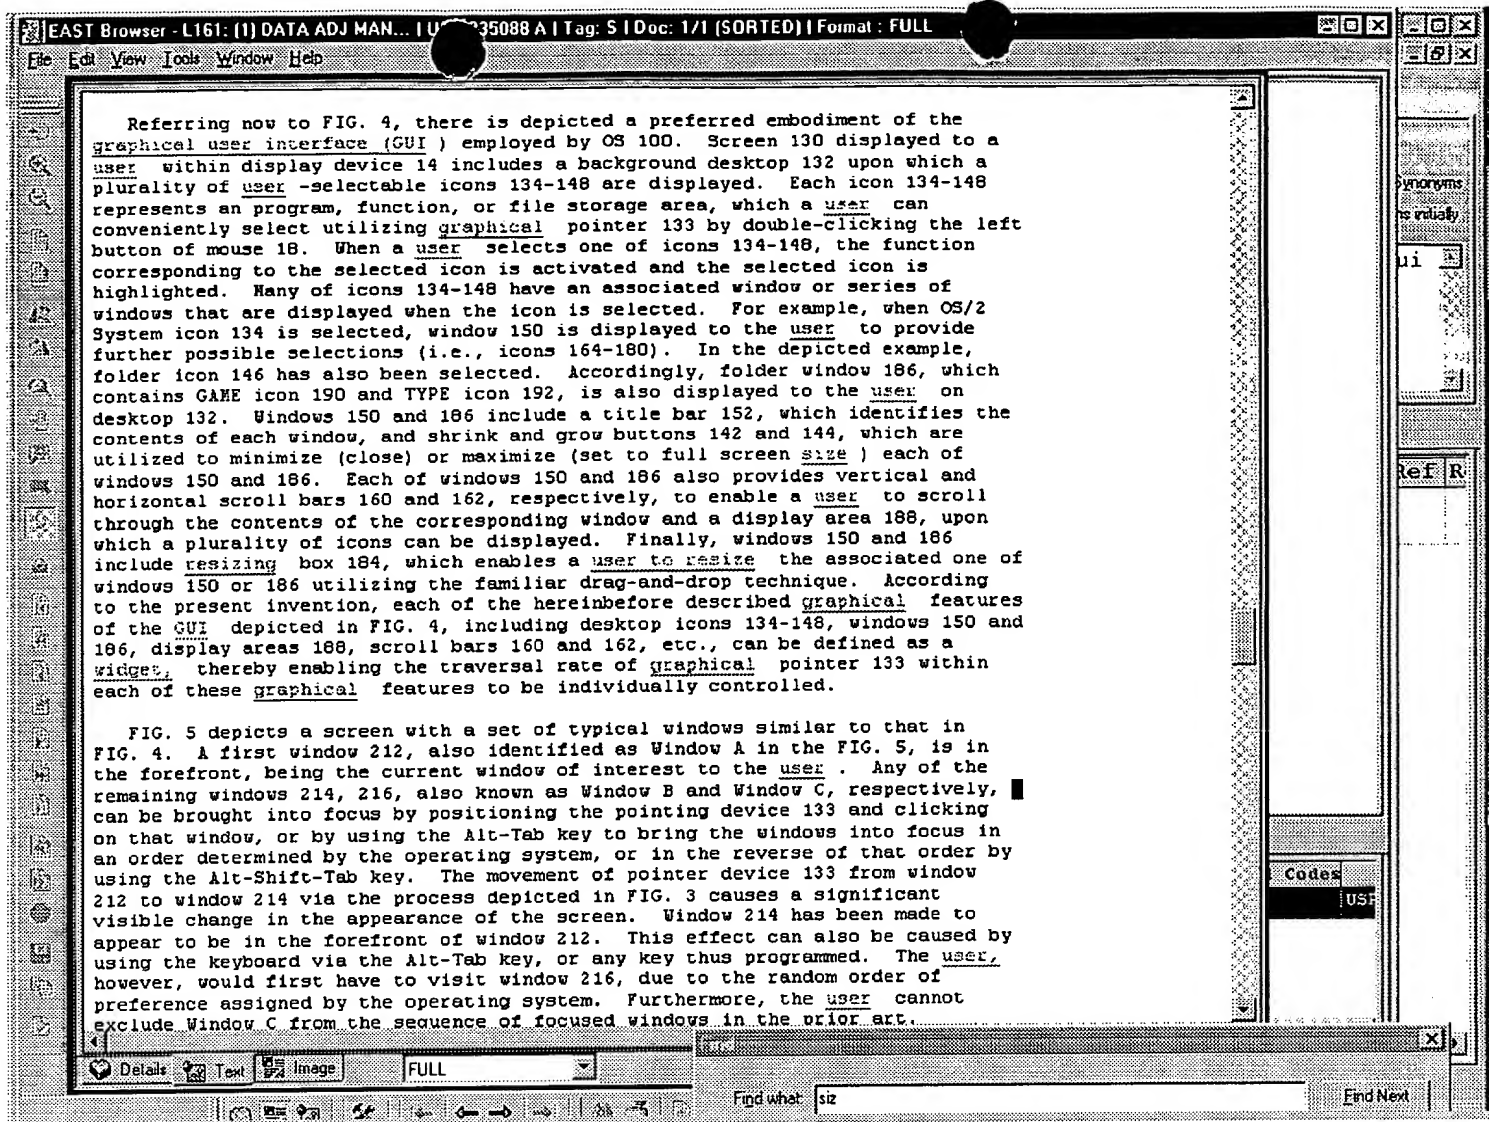 EAST Browser - L161: (1) DATA ADJ MAN... | U 35088 A | Tag: S | Doc: 1/1 (SORTED) | Format : FULL
File Edit View Tools Window Help
Referring now to FIG. 4, there is depicted a preferred embodiment of the
graphical user interface (GUI ) employed by OS 100. Screen 130 displayed to a
user within display device 14 includes a background desktop 132 upon which a
plurality of user -selectable icons 134-148 are displayed. Each icon 134-148
represents an program, function, or file storage area, which a user can
conveniently select utilizing graphical pointer 133 by double-clicking the left
button of mouse 18. When a user selects one of icons 134-148, the function
corresponding to the selected icon is activated and the selected icon is
highlighted. Many of icons 134-148 have an associated window or series of
windows that are displayed when the icon is selected. For example, when OS/2
System icon 134 is selected, window 150 is displayed to the user to provide
further possible selections (i.e., icons 164-180). In the depicted example,
folder icon 146 has also been selected. Accordingly, folder window 186, which
contains GAME icon 190 and TYPE icon 192, is also displayed to the user on
desktop 132. Windows 150 and 186 include a title bar 152, which identifies the
contents of each window, and shrink and grow buttons 142 and 144, which are
utilized to minimize (close) or maximize (set to full screen size ) each of
windows 150 and 186. Each of windows 150 and 186 also provides vertical and
horizontal scroll bars 160 and 162, respectively, to enable a user to scroll
through the contents of the corresponding window and a display area 188, upon
which a plurality of icons can be displayed. Finally, windows 150 and 186
include resizing box 184, which enables a user to resize the associated one of
windows 150 or 186 utilizing the familiar drag-and-drop technique. According
to the present invention, each of the hereinbefore described graphical features
of the GUI depicted in FIG. 4, including desktop icons 134-148, windows 150 and
186, display areas 188, scroll bars 160 and 162, etc., can be defined as a
widget, thereby enabling the traversal rate of graphical pointer 133 within
each of these graphical features to be individually controlled.
FIG. 5 depicts a screen with a set of typical windows similar to that in
FIG. 4. A first window 212, also identified as Window A in the FIG. 5, is in
the forefront, being the current window of interest to the user . Any of the
remaining windows 214, 216, also known as Window B and Window C, respectively,
can be brought into focus by positioning the pointing device 133 and clicking
on that window, or by using the Alt-Tab key to bring the windows into focus in
an order determined by the operating system, or in the reverse of that order by
using the Alt-Shift-Tab key. The movement of pointer device 133 from window
212 to window 214 via the process depicted in FIG. 3 causes a significant
visible change in the appearance of the screen. Window 214 has been made to
appear to be in the forefront of window 212. This effect can also be caused by
using the keyboard via the Alt-Tab key, or any key thus programmed. The user,
however, would first have to visit window 216, due to the random order of
preference assigned by the operating system. Furthermore, the user cannot
exclude Window C from the sequence of focused windows in the prior art.
ynonyms
ns initially
ui
Ref R
Codes
USP
Details Text Image FULL
Find what: siz Find Next